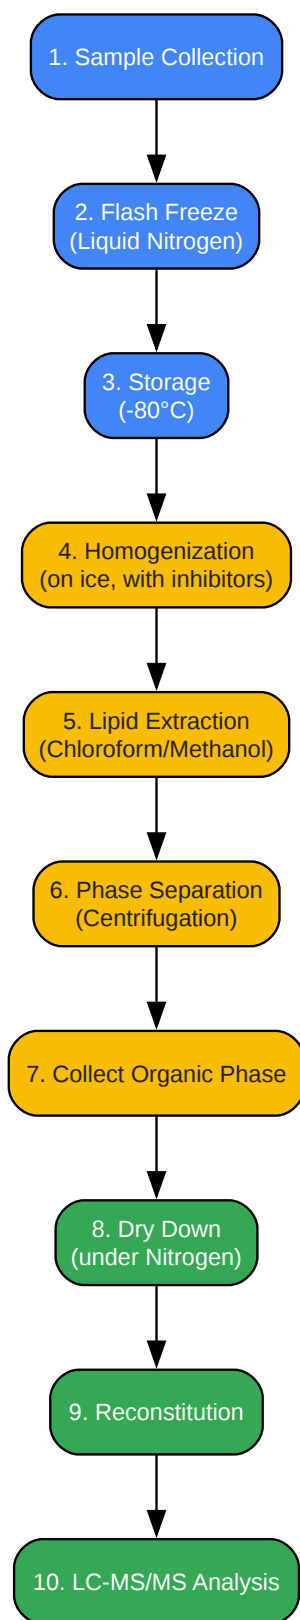 1. Sample Collection
2. Flash Freeze
(Liquid Nitrogen)
3. Storage
(-80°C)
4. Homogenization
(on ice, with inhibitors)
5. Lipid Extraction
(Chloroform/Methanol)
6. Phase Separation
(Centrifugation)
7. Collect Organic Phase
8. Dry Down
(under Nitrogen)
9. Reconstitution
10. LC-MS/MS Analysis